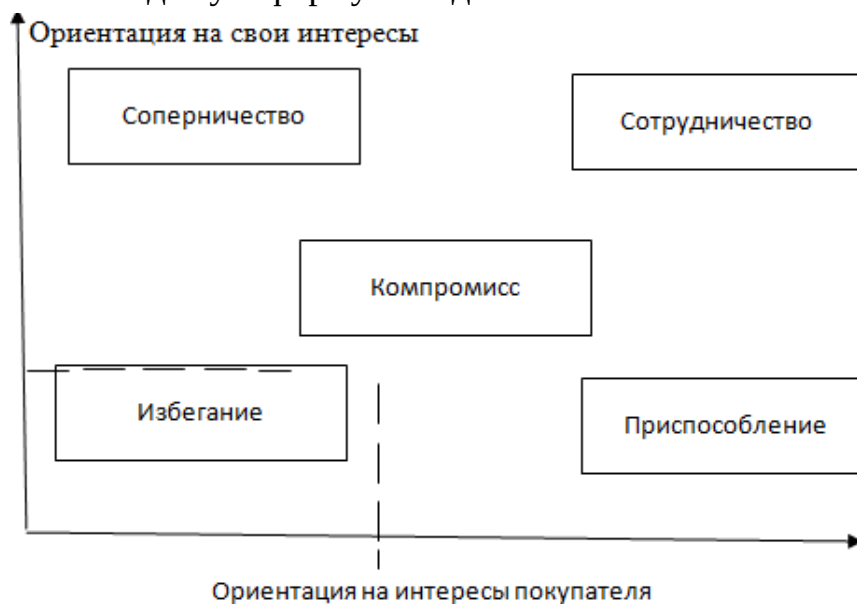 Ориентация на свои интересы
Соперничество
Сотрудничество
Компромисс
Избегание
Приспособление
Ориентация на интересы покупателя